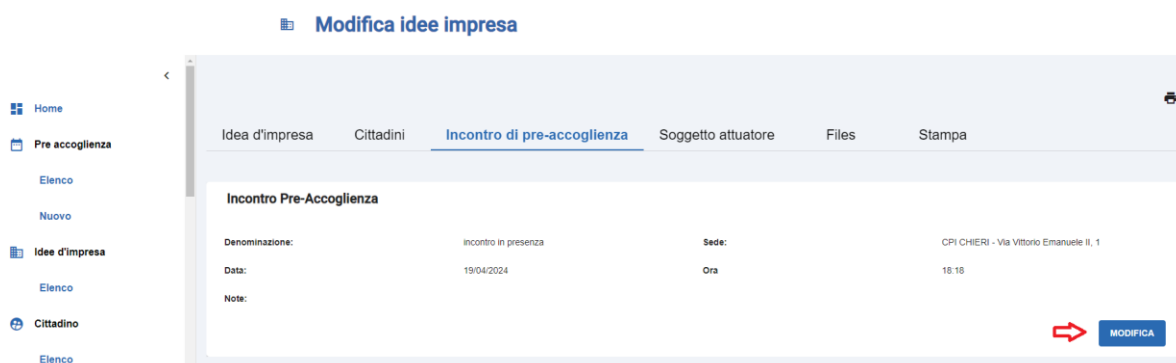 Modifica idee impresa
Home
Pre accoglienza
Elenco
Nuovo
Idee d'impresa
Elenco
Cittadino
Elenco
Idea d'impresa Cittadini Incontro di pre-accoglienza Soggetto attuatore Files Stampa
Incontro Pre-Accoglienza
Denominazione: incontro in presenza Sede: CPI CHIERI - Via Vittorio Emanuele II, 1
Data: 19/04/2024 Ora 18:18
Note:
MODIFICA